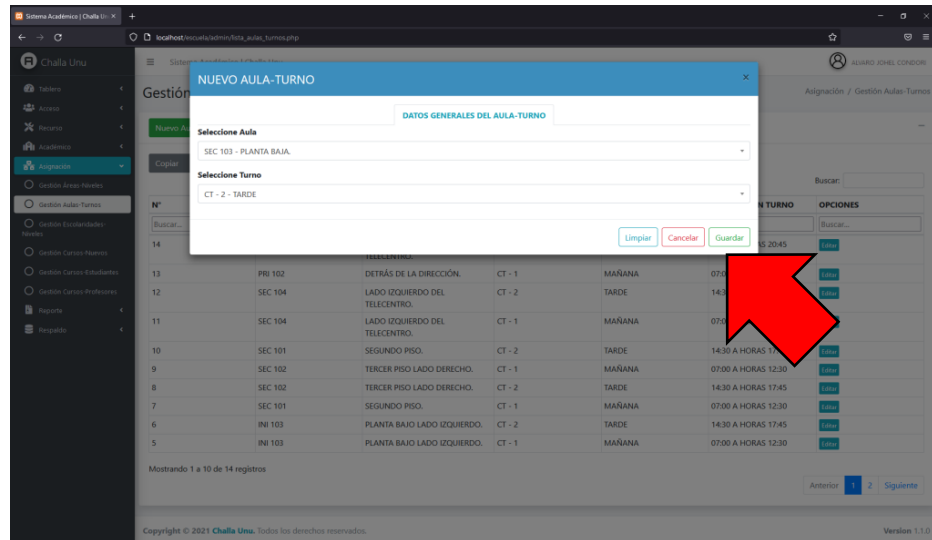 Sistema Académico | Challa Un
localhost/escuela/admin/lista_aulas_turnos.php
Challa Unu
ALVARO JOHEL CONDORI
Tablero
Acceso
Recurso
Académico
Asignación
Gestión Áreas-Niveles
Gestión Aulas-Turnos
Gestión Escolaridades-
Niveles
Gestión Cursos-Nuevos
Gestión Cursos-Estudiantes
Gestión Cursos-Profesores
Reporte
Respaldo
Gestión
Asignación / Gestión Aulas-Turnos
Nuevo Au
Copiar
Buscar:
NUEVO AULA-TURNO ×
DATOS GENERALES DEL AULA-TURNO
Seleccione Aula
SEC 103 - PLANTA BAJA.
Seleccione Turno
CT - 2 - TARDE
Limpiar Cancelar Guardar
N° N TURNO OPCIONES
Buscar... Buscar...
14 TELECENTRO. AS 20:45 Editar
13 PRI 102 DETRÁS DE LA DIRECCIÓN. CT - 1 MAÑANA 07:0 Editar
12 SEC 104 LADO IZQUIERDO DEL TELECENTRO. CT - 2 TARDE 14:3 Editar
11 SEC 104 LADO IZQUIERDO DEL TELECENTRO. CT - 1 MAÑANA 07:0
10 SEC 101 SEGUNDO PISO. CT - 2 TARDE 14:30 A HORAS 17:45 Editar
9 SEC 102 TERCER PISO LADO DERECHO. CT - 1 MAÑANA 07:00 A HORAS 12:30 Editar
8 SEC 102 TERCER PISO LADO DERECHO. CT - 2 TARDE 14:30 A HORAS 17:45 Editar
7 SEC 101 SEGUNDO PISO. CT - 1 MAÑANA 07:00 A HORAS 12:30 Editar
6 INI 103 PLANTA BAJO LADO IZQUIERDO. CT - 2 TARDE 14:30 A HORAS 17:45 Editar
5 INI 103 PLANTA BAJO LADO IZQUIERDO. CT - 1 MAÑANA 07:00 A HORAS 12:30 Editar
Mostrando 1 a 10 de 14 registros
Anterior 1 2 Siguiente
Copyright © 2021 Challa Unu. Todos los derechos reservados.
Version 1.1.0